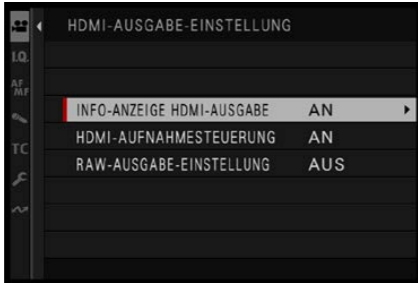 HDMI-AUSGABE-EINSTELLUNG
I.Q.
AF
MF
INFO-ANZEIGE HDMI-AUSGABE AN
HDMI-AUFNAHMESTEUERUNG AN
TC
RAW-AUSGABE-EINSTELLUNG AUS